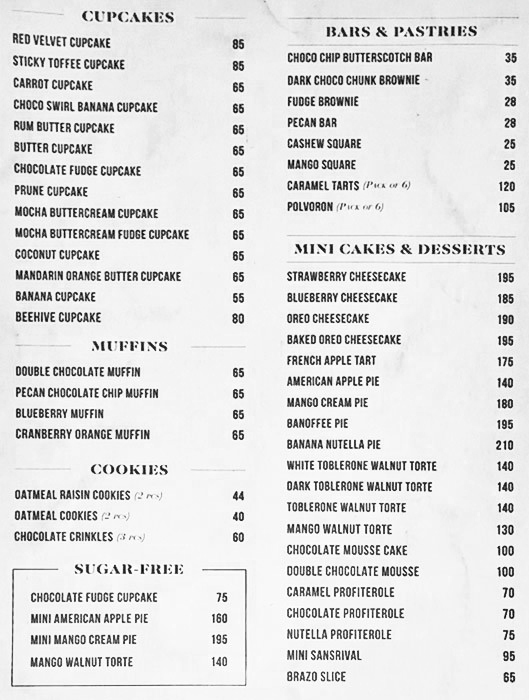 CUPCAKES
RED VELVET CUPCAKE 85
STICKY TOFFEE CUPCAKE 85
CARROT CUPCAKE 65
CHOCO SWIRL BANANA CUPCAKE 65
RUM BUTTER CUPCAKE 65
BUTTER CUPCAKE 65
CHOCOLATE FUDGE CUPCAKE 65
PRUNE CUPCAKE 65
MOCHA BUTTERCREAM CUPCAKE 65
MOCHA BUTTERCREAM FUDGE CUPCAKE 65
COCONUT CUPCAKE 65
MANDARIN ORANGE BUTTER CUPCAKE 65
BANANA CUPCAKE 55
BEEHIVE CUPCAKE 80
MUFFINS
DOUBLE CHOCOLATE MUFFIN 65
PECAN CHOCOLATE CHIP MUFFIN 65
BLUEBERRY MUFFIN 65
CRANBERRY ORANGE MUFFIN 65
COOKIES
OATMEAL RAISIN COOKIES (2 PCS) 44
OATMEAL COOKIES (2 PCS) 40
CHOCOLATE CRINKLES (3 PCS) 60
SUGAR-FREE
CHOCOLATE FUDGE CUPCAKE 75
MINI AMERICAN APPLE PIE 160
MINI MANGO CREAM PIE 195
MANGO WALNUT TORTE 140
BARS & PASTRIES
CHOCO CHIP BUTTERSCOTCH BAR 35
DARK CHOCO CHUNK BROWNIE 35
FUDGE BROWNIE 28
PECAN BAR 28
CASHEW SQUARE 25
MANGO SQUARE 25
CARAMEL TARTS (PACK OF 6) 120
POLVORON (PACK OF 6) 105
MINI CAKES & DESSERTS
STRAWBERRY CHEESECAKE 195
BLUEBERRY CHEESECAKE 185
OREO CHEESECAKE 190
BAKED OREO CHEESECAKE 195
FRENCH APPLE TART 175
AMERICAN APPLE PIE 140
MANGO CREAM PIE 180
BANOFFEE PIE 195
BANANA NUTELLA PIE 210
WHITE TOBLERONE WALNUT TORTE 140
DARK TOBLERONE WALNUT TORTE 140
TOBLERONE WALNUT TORTE 140
MANGO WALNUT TORTE 130
CHOCOLATE MOUSSE CAKE 100
DOUBLE CHOCOLATE MOUSSE 100
CARAMEL PROFITEROLE 70
CHOCOLATE PROFITEROLE 70
NUTELLA PROFITEROLE 75
MINI SANSRIVAL 95
BRAZO SLICE 65